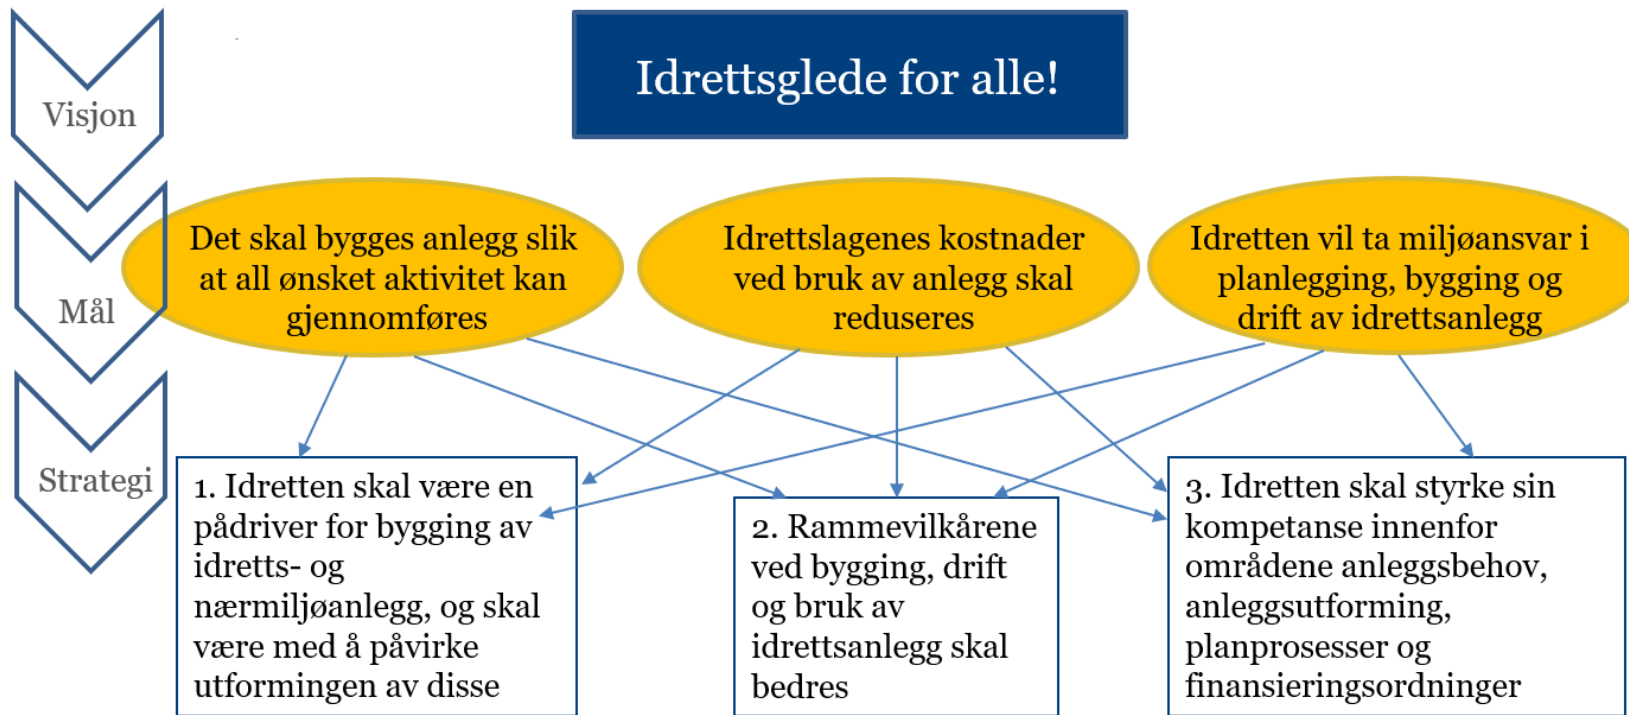 Visjon
Idrettsglede for alle!
Mål
Det skal bygges anlegg slik
at all ønsket aktivitet kan
gjennomføres
Idrettslagenes kostnader
ved bruk av anlegg skal
reduseres
Idretten vil ta miljøansvar i
planlegging, bygging og
drift av idrettsanlegg
Strategi
1. Idretten skal være en
pådriver for bygging av
idretts- og
nærmiljøanlegg, og skal
være med å påvirke
utformingen av disse
2. Rammevilkårene
ved bygging, drift
og bruk av
idrettsanlegg skal
bedres
3. Idretten skal styrke sin
kompetanse innenfor
områdene anleggsbehov,
anleggsutforming,
planprosesser og
finansieringsordninger